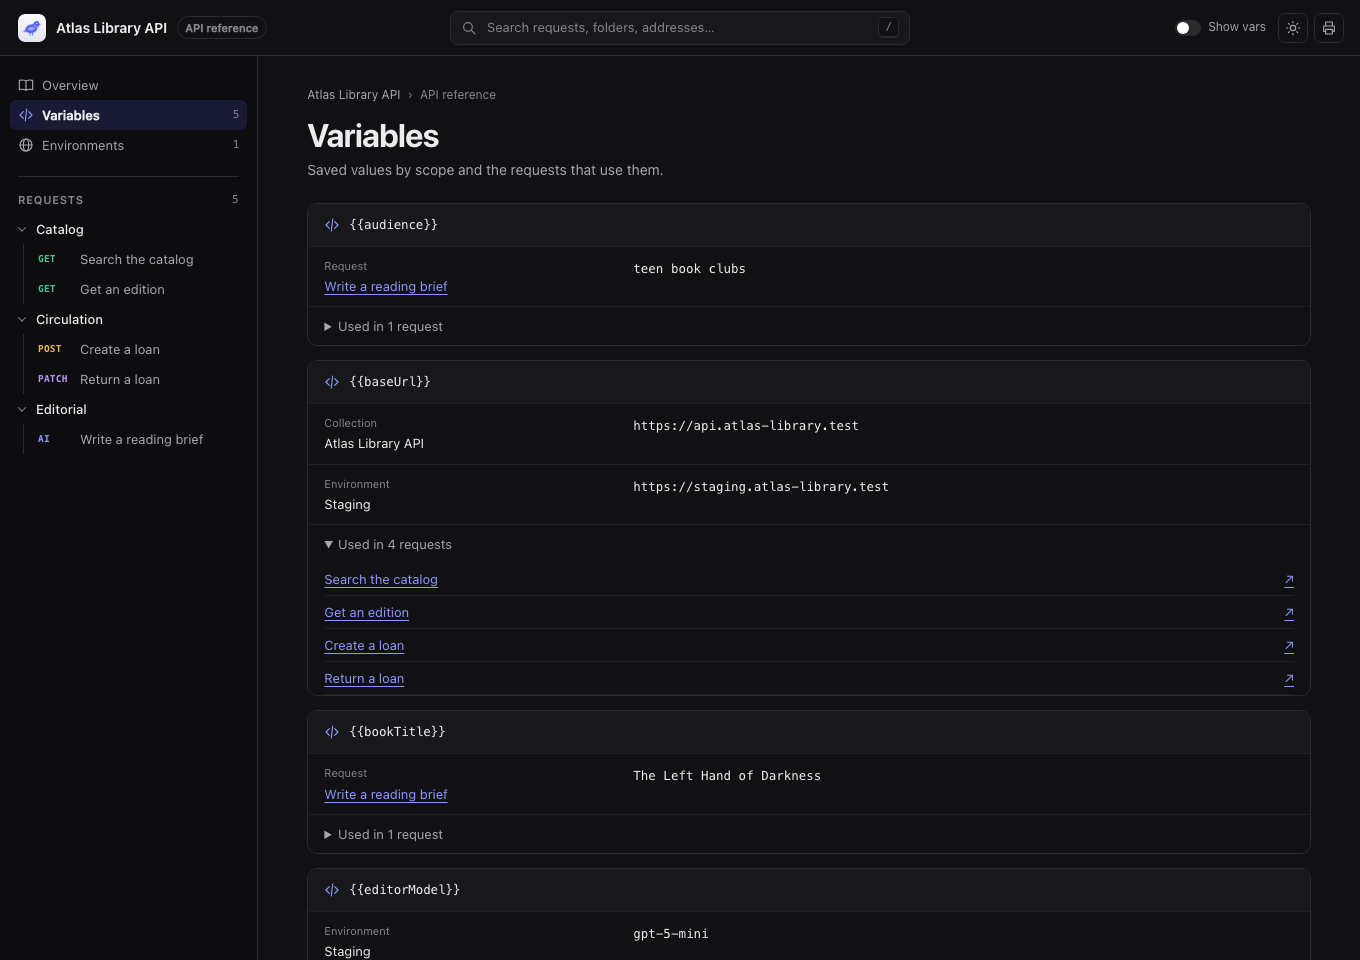 Atlas Library API
API reference
Search requests, folders, addresses...
/
Show vars
Overview
Variables 5
Environments 1
REQUESTS 5
Catalog
GET Search the catalog
GET Get an edition
Circulation
POST Create a loan
PATCH Return a loan
Editorial
AI Write a reading brief
Atlas Library API › API reference
Variables
Saved values by scope and the requests that use them.
{{audience}}
Request
Write a reading brief
teen book clubs
Used in 1 request
{{baseUrl}}
Collection
Atlas Library API
https://api.atlas-library.test
Environment
Staging
https://staging.atlas-library.test
Used in 4 requests
Search the catalog ↗
Get an edition ↗
Create a loan ↗
Return a loan ↗
{{bookTitle}}
Request
Write a reading brief
The Left Hand of Darkness
Used in 1 request
{{editorModel}}
Environment
Staging
gpt-5-mini